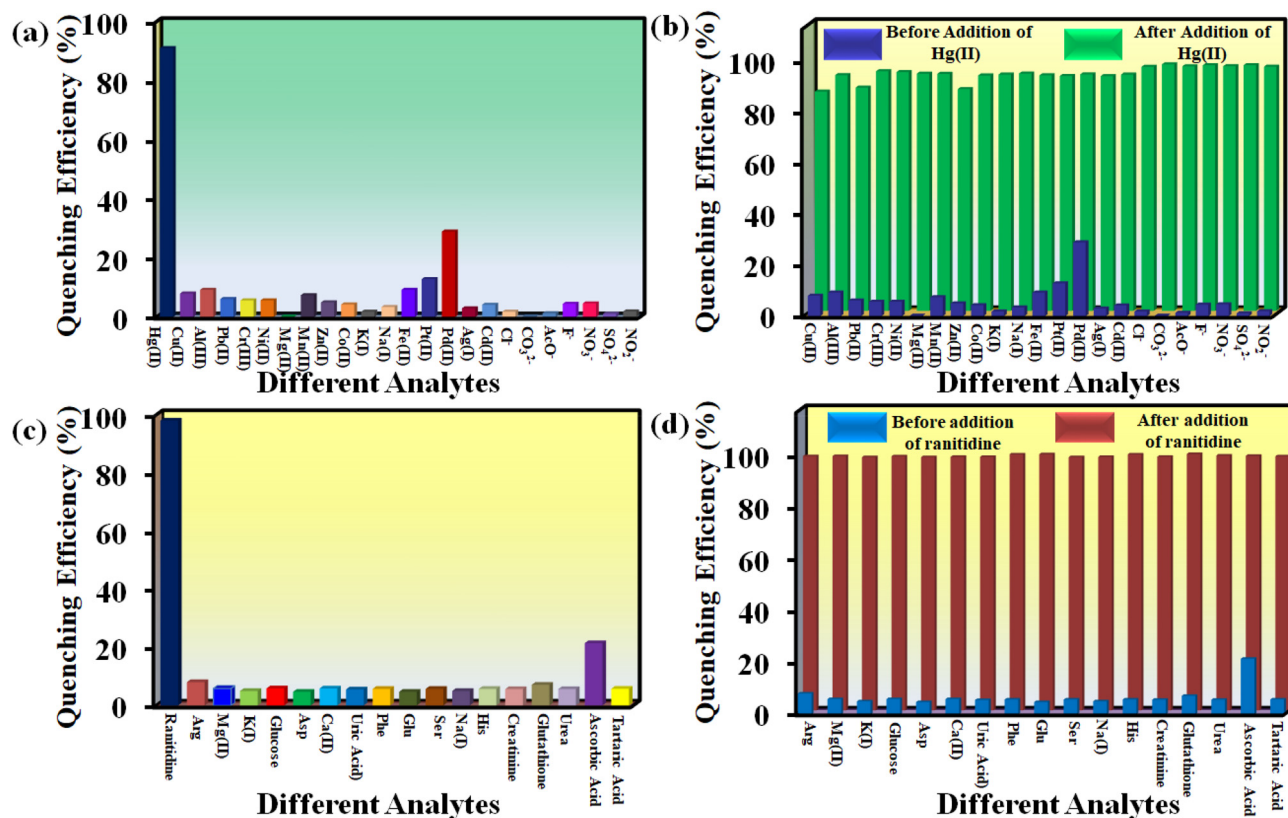 (a)
Quenching Efficiency (%)
100
80
60
40
20
0
Hg(II)
Cu(II)
Al(III)
Pb(II)
Cr(III)
Ni(II)
Mg(II)
Mn(II)
Zn(II)
Co(II)
K(I)
Na(I)
Fe(II)
Pt(II)
Pd(II)
Ag(I)
Cd(II)
Cl⁻
CO₃²⁻
AcO⁻
F⁻
NO₃⁻
SO₄²⁻
NO₂⁻
Different Analytes
(b)
Quenching Efficiency (%)
Before Addition of
Hg(II)
After Addition of
Hg(II)
100
80
60
40
20
0
Cu(II)
Al(III)
Pb(II)
Cr(III)
Ni(II)
Mg(II)
Mn(II)
Zn(II)
Co(II)
K(I)
Na(I)
Fe(II)
Pt(II)
Pd(II)
Ag(I)
Cd(II)
Cl⁻
CO₃²⁻
AcO⁻
F⁻
NO₃⁻
SO₄²⁻
NO₂⁻
Different Analytes
(c)
Quenching Efficiency (%)
100
80
60
40
20
0
Ranitidine
Arg
Mg(II)
K(I)
Glucose
Asp
Ca(II)
Uric Acid)
Phe
Glu
Ser
Na(I)
His
Creatinine
Glutathione
Urea
Ascorbic Acid
Tartaric Acid
Different Analytes
(d)
Quenching Efficiency (%)
Before addition
of ranitidine
After addition
of ranitidine
100
80
60
40
20
0
Arg
Mg(II)
K(I)
Glucose
Asp
Ca(II)
Uric Acid)
Phe
Glu
Ser
Na(I)
His
Creatinine
Glutathione
Urea
Ascorbic Acid
Tartaric Acid
Different Analytes